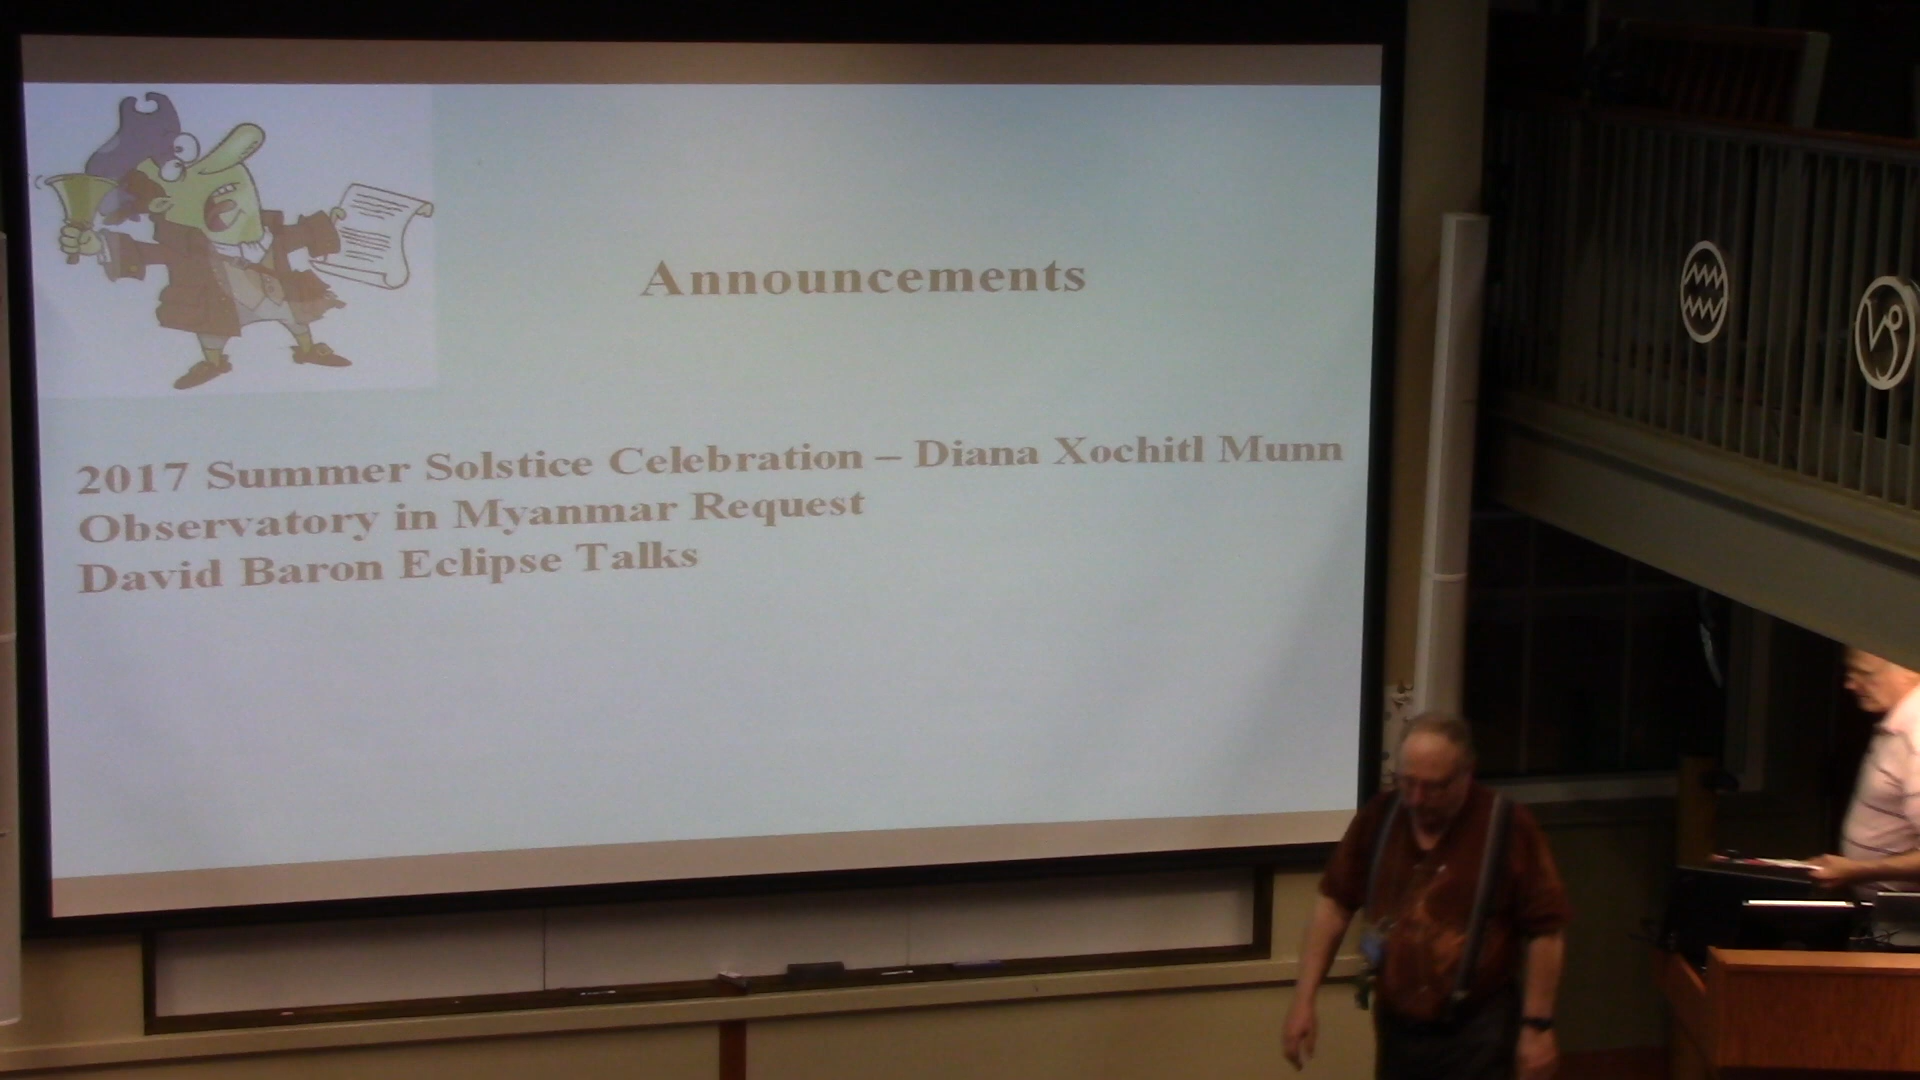 Announcements
2017 Summer Solstice Celebration – Diana Xochitl Munn
Observatory in Myanmar Request
David Baron Eclipse Talks